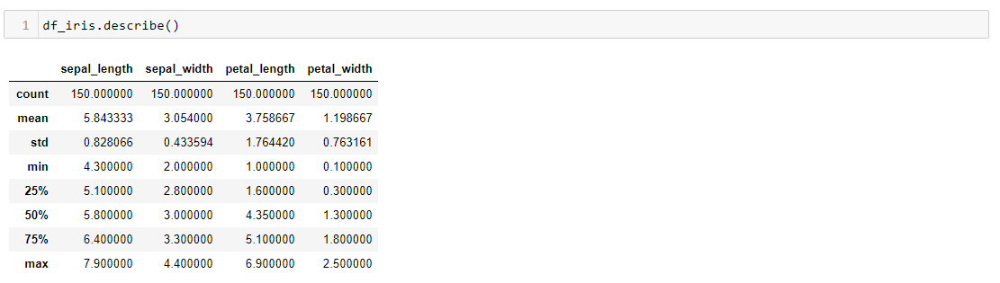 1 df_iris.describe()
sepal_length sepal_width petal_length petal_width
count 150.000000 150.000000 150.000000 150.000000
mean 5.843333 3.054000 3.758667 1.198667
std 0.828066 0.433594 1.764420 0.763161
min 4.300000 2.000000 1.000000 0.100000
25% 5.100000 2.800000 1.600000 0.300000
50% 5.800000 3.000000 4.350000 1.300000
75% 6.400000 3.300000 5.100000 1.800000
max 7.900000 4.400000 6.900000 2.500000